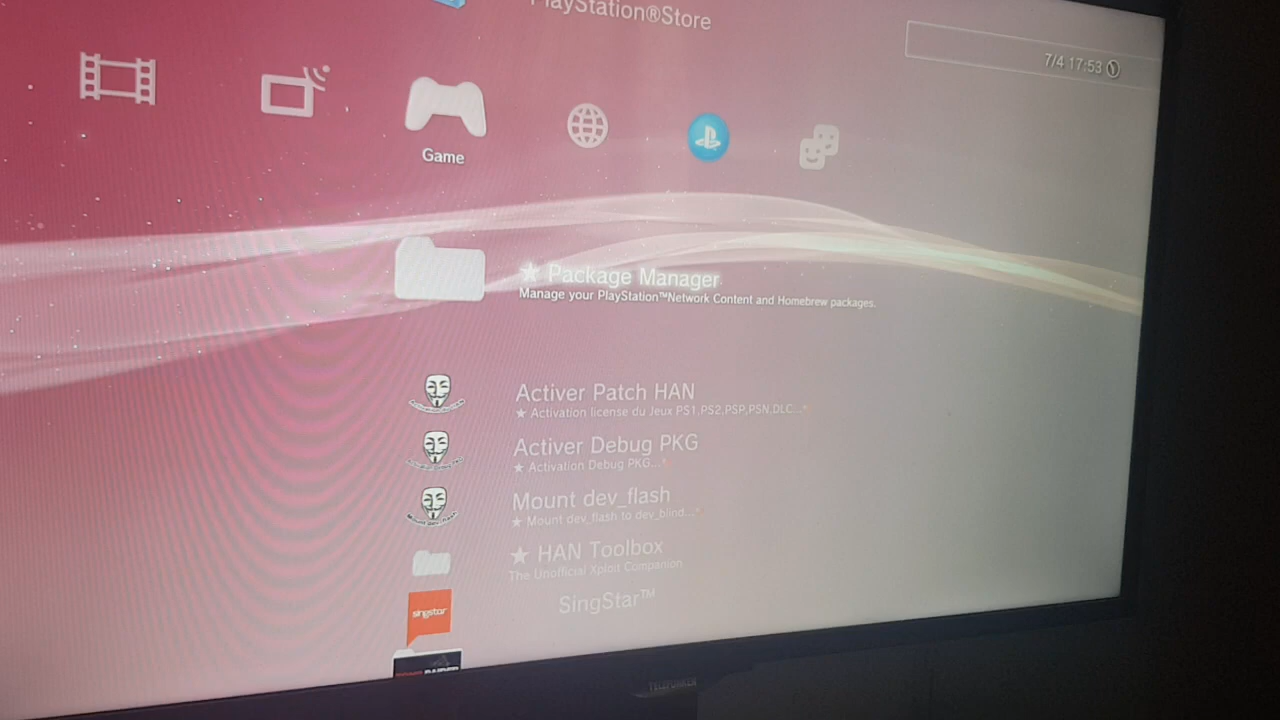 PlayStation®Store
7/4 17:53
Game
★ Package Manager
Manage your PlayStation™Network Content and Homebrew packages.
Activer Patch HAN
★ Activation license du Jeux PS1,PS2,PSP,PSN,DLC...*
Activer Debug PKG
★ Activation Debug PKG...*
Mount dev_flash
★ Mount dev_flash to dev_blind...*
★ HAN Toolbox
The Unofficial Xploit Companion.
singstar
SingStar™
RAIDER
TELEFUNKEN